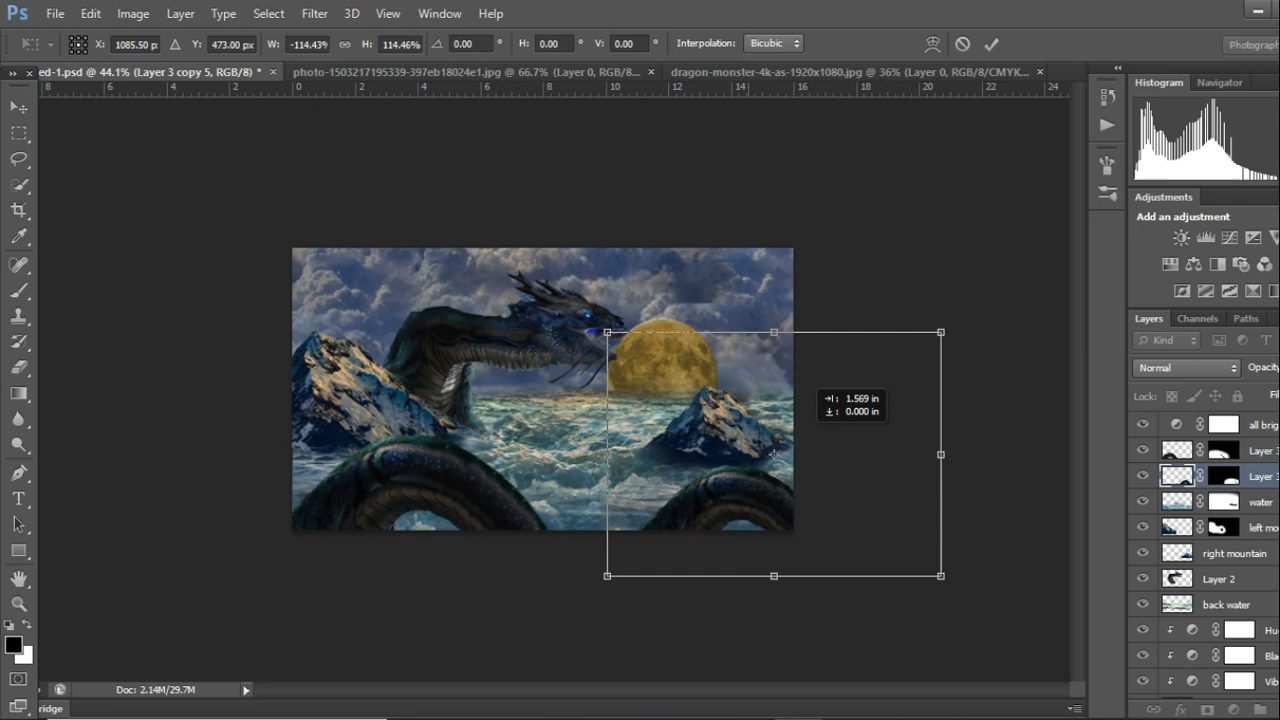 Ps File Edit Image Layer Type Select Filter 3D View Window Help
X: 1085.50 p Y: 473.00 px W: -114.43% H: 114.46% 0.00 ° H: 0.00 ° V: 0.00 ° Interpolation: Bicubic Photograph
ed-1.psd @ 44.1% (Layer 3 copy 5, RGB/8) * × photo-1503217195339-397eb18024e1.jpg @ 66.7% (Layer 0, RGB/8... × dragon-monster-4k-as-1920x1080.jpg @ 36% (Layer 0, RGB/8/CMYK... ×
8 6 4 2 0 2 4 6 8 10 12 14 16 18 20 22 24
Histogram Navigator
Adjustments
Add an adjustment
Layers Channels Paths
Kind
Normal Opacity
Lock: Fi
→: 1.569 in
↓: 0.000 in
all brig
Layer 3
Layer 3
water
left mo
right mountain
Layer 2
back water
Hu
Bla
Vib
Doc: 2.14M/29.7M
ridge
fx